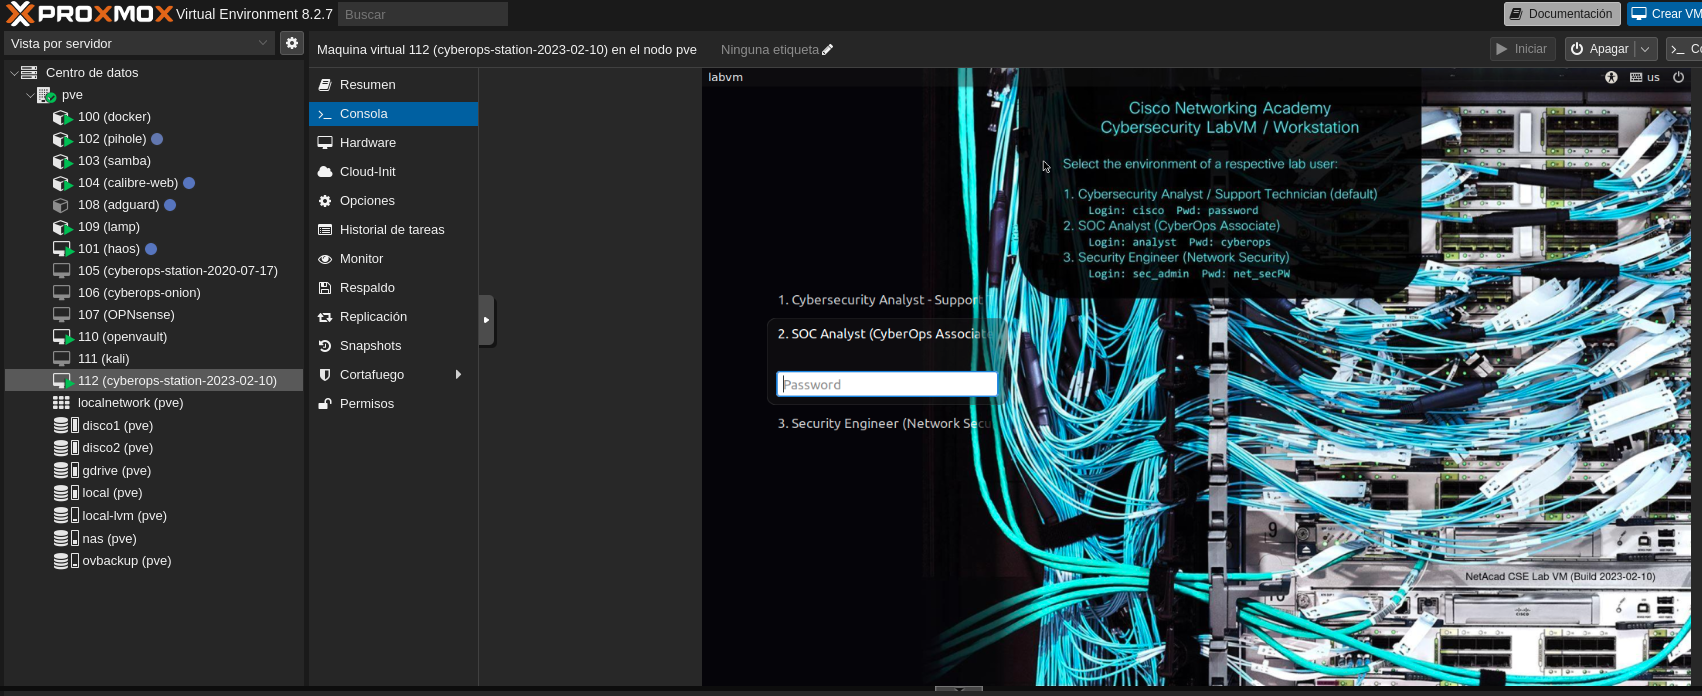 PROXMOX Virtual Environment 8.2.7 Buscar Documentación Crear VM
Vista por servidor
Maquina virtual 112 (cyberops-station-2023-02-10) en el nodo pve Ninguna etiqueta Iniciar Apagar
Centro de datos
pve
100 (docker)
102 (pihole)
103 (samba)
104 (calibre-web)
108 (adguard)
109 (lamp)
101 (haos)
105 (cyberops-station-2020-07-17)
106 (cyberops-onion)
107 (OPNsense)
110 (openvault)
111 (kali)
112 (cyberops-station-2023-02-10)
localnetwork (pve)
disco1 (pve)
disco2 (pve)
gdrive (pve)
local (pve)
local-lvm (pve)
nas (pve)
ovbackup (pve)
Resumen
Consola
Hardware
Cloud-Init
Opciones
Historial de tareas
Monitor
Respaldo
Replicación
Snapshots
Cortafuego
Permisos
labvm us
Cisco Networking Academy
Cybersecurity LabVM / Workstation
Select the environment of a respective lab user:
1. Cybersecurity Analyst / Support Technician (default)
Login: cisco Pwd: password
2. SOC Analyst (CyberOps Associate)
Login: analyst Pwd: cyberops
3. Security Engineer (Network Security)
Login: sec_admin Pwd: net_secPW
1. Cybersecurity Analyst - Support
2. SOC Analyst (CyberOps Associate
Password
3. Security Engineer (Network Secu
9
NetAcad CSE Lab VM (Build 2023-02-10)
10
CISCO